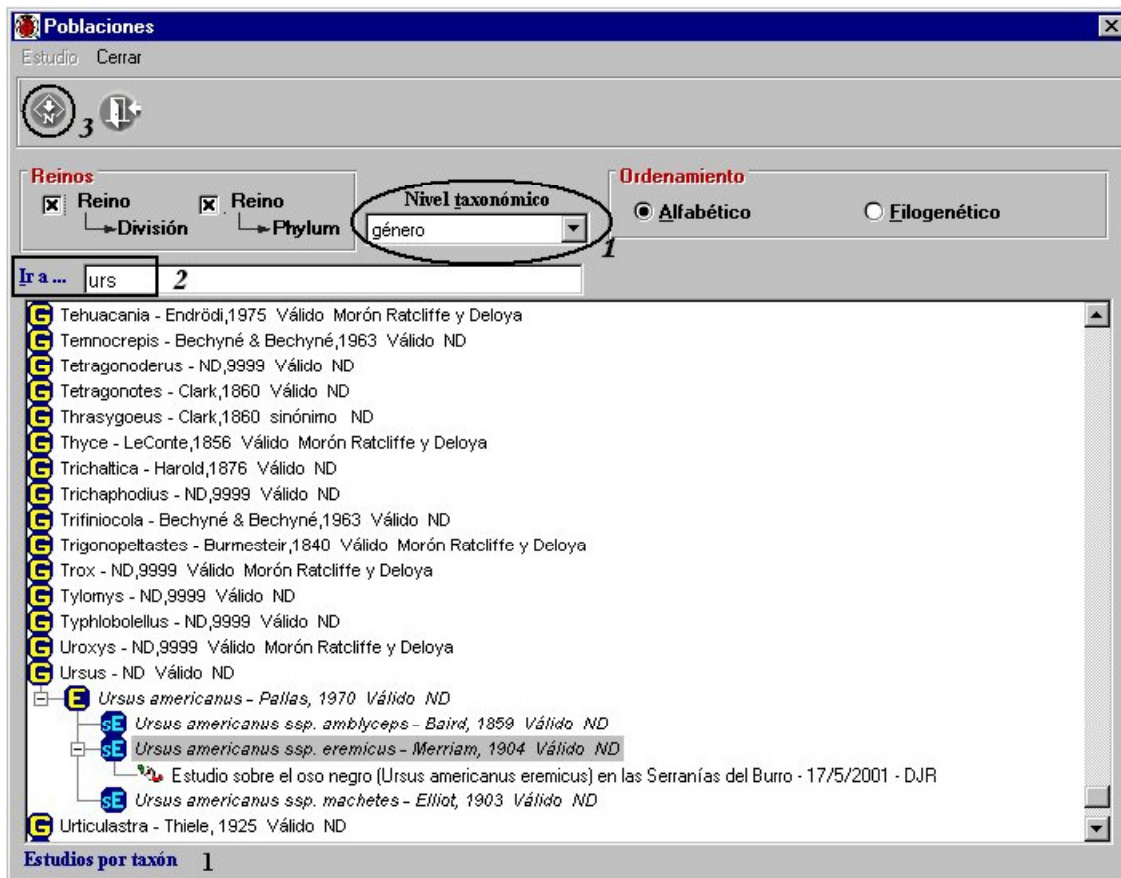 Poblaciones
Estudio Cerrar
N 3
Reinos
Reino
División
Reino
Phylum
Nivel taxonómico
género
1
Ordenamiento
Alfabético
Filogenético
Ir a ... urs 2
G Tehuacania - Endrödi,1975 Válido Morón Ratcliffe y Deloya
G Temnocrepis - Bechyné & Bechyné,1963 Válido ND
G Tetragonoderus - ND,9999 Válido ND
G Tetragonotes - Clark,1860 Válido ND
G Thrasygoeus - Clark,1860 sinónimo ND
G Thyce - LeConte,1856 Válido Morón Ratcliffe y Deloya
G Trichaltica - Harold,1876 Válido ND
G Trichaphodius - ND,9999 Válido ND
G Trifiniocola - Bechyné & Bechyné,1963 Válido ND
G Trigonopeltastes - Burmesteir,1840 Válido Morón Ratcliffe y Deloya
G Trox - ND,9999 Válido Morón Ratcliffe y Deloya
G Tylomys - ND,9999 Válido ND
G Typhlobolellus - ND,9999 Válido ND
G Uroxys - ND,9999 Válido Morón Ratcliffe y Deloya
G Ursus - ND Válido ND
E Ursus americanus - Pallas, 1970 Válido ND
sE Ursus americanus ssp. amblyceps - Baird, 1859 Válido ND
sE Ursus americanus ssp. eremicus - Merriam, 1904 Válido ND
Estudio sobre el oso negro (Ursus americanus eremicus) en las Serranías del Burro - 17/5/2001 - DJR
sE Ursus americanus ssp. machetes - Elliot, 1903 Válido ND
G Urticulastra - Thiele, 1925 Válido ND
Estudios por taxón 1